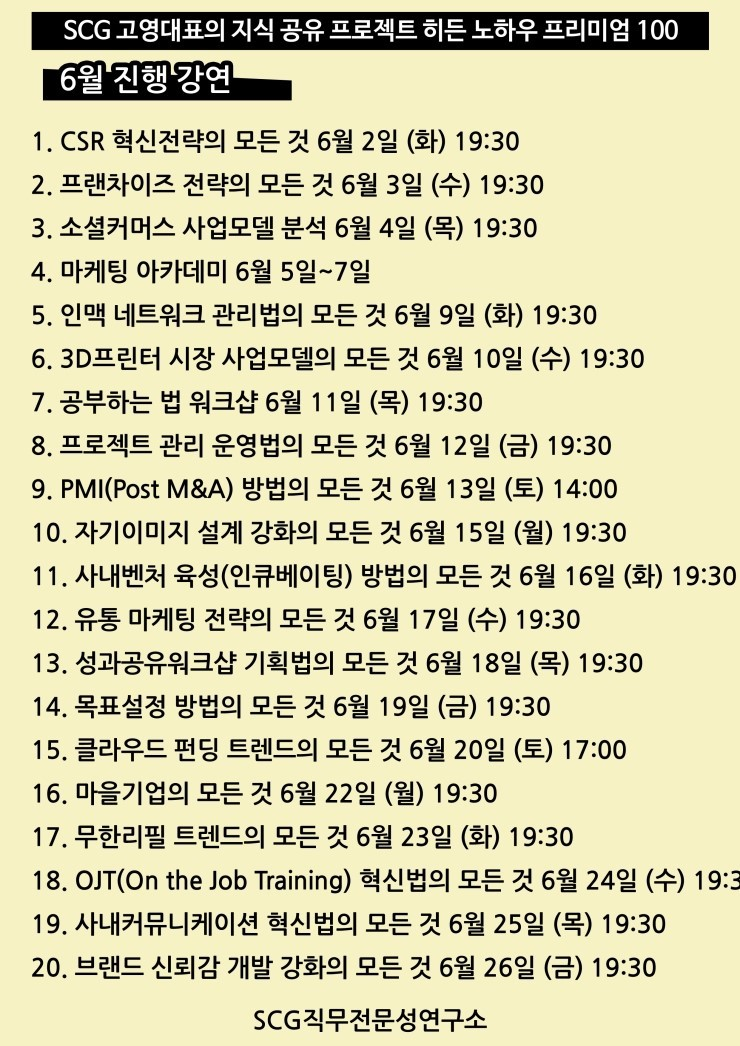 SCG 고영대표의 지식 공유 프로젝트 히든 노하우 프리미엄 100
6월 진행 강연
1. CSR 혁신전략의 모든 것 6월 2일 (화) 19:30
2. 프랜차이즈 전략의 모든 것 6월 3일 (수) 19:30
3. 소셜커머스 사업모델 분석 6월 4일 (목) 19:30
4. 마케팅 아카데미 6월 5일~7일
5. 인맥 네트워크 관리법의 모든 것 6월 9일 (화) 19:30
6. 3D프린터 시장 사업모델의 모든 것 6월 10일 (수) 19:30
7. 공부하는 법 워크샵 6월 11일 (목) 19:30
8. 프로젝트 관리 운영법의 모든 것 6월 12일 (금) 19:30
9. PMI(Post M&A) 방법의 모든 것 6월 13일 (토) 14:00
10. 자기이미지 설계 강화의 모든 것 6월 15일 (월) 19:30
11. 사내벤처 육성(인큐베이팅) 방법의 모든 것 6월 16일 (화) 19:30
12. 유통 마케팅 전략의 모든 것 6월 17일 (수) 19:30
13. 성과공유워크샵 기획법의 모든 것 6월 18일 (목) 19:30
14. 목표설정 방법의 모든 것 6월 19일 (금) 19:30
15. 클라우드 펀딩 트렌드의 모든 것 6월 20일 (토) 17:00
16. 마을기업의 모든 것 6월 22일 (월) 19:30
17. 무한리필 트렌드의 모든 것 6월 23일 (화) 19:30
18. OJT(On the Job Training) 혁신법의 모든 것 6월 24일 (수) 19:3
19. 사내커뮤니케이션 혁신법의 모든 것 6월 25일 (목) 19:30
20. 브랜드 신뢰감 개발 강화의 모든 것 6월 26일 (금) 19:30
SCG직무전문성연구소